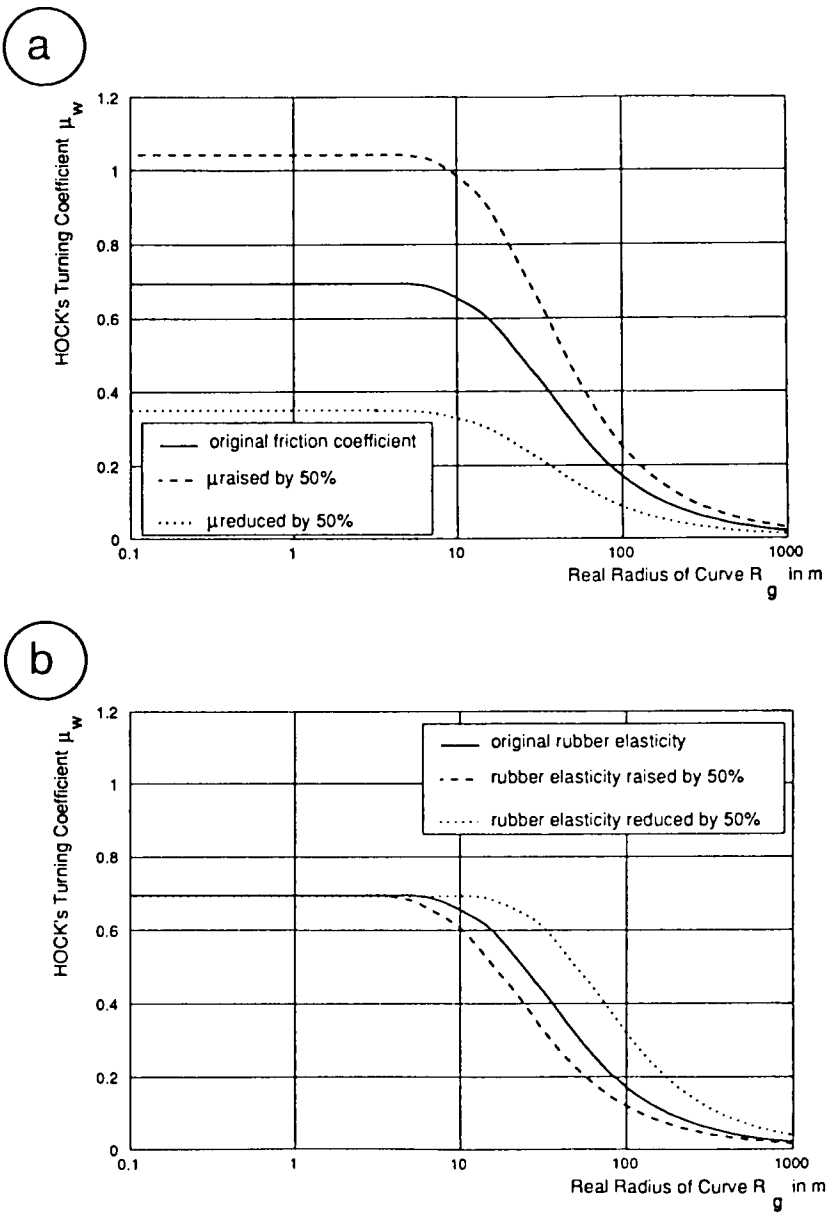 a
HOCK's Turning Coefficient μw
1.2
1
0.8
0.6
0.4
0.2
0
original friction coefficient
μraised by 50%
μreduced by 50%
0.1 1 10 100 1000
Real Radius of Curve Rg in m
b
HOCK's Turning Coefficient μw
1.2
1
0.8
0.6
0.4
0.2
0
original rubber elasticity
rubber elasticity raised by 50%
rubber elasticity reduced by 50%
0.1 1 10 100 1000
Real Radius of Curve Rg in m